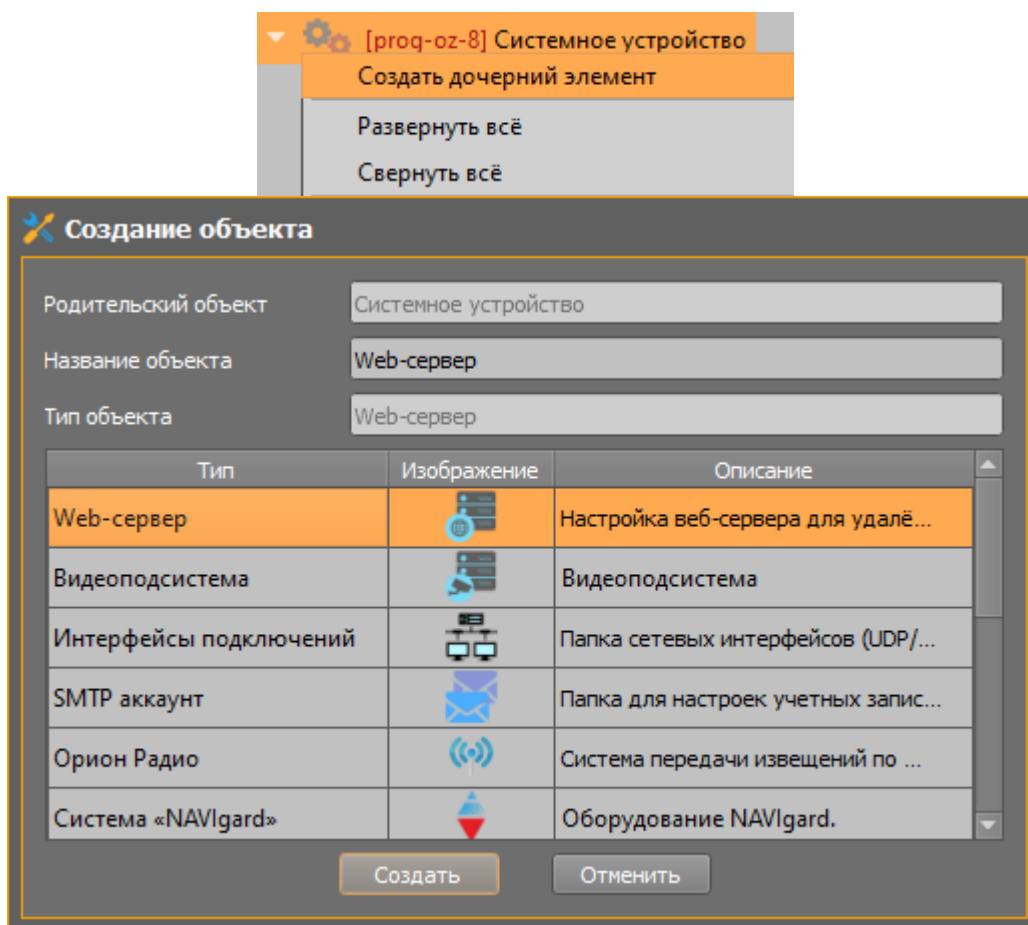 [prog-oz-8] Системное устройство
Создать дочерний элемент
Развернуть всё
Свернуть всё
Создание объекта
Родительский объект Системное устройство
Название объекта Web-сервер
Тип объекта Web-сервер
Тип Изображение Описание
Web-сервер Настройка веб-сервера для удалё...
Видеоподсистема Видеоподсистема
Интерфейсы подключений Папка сетевых интерфейсов (UDP/...
SMTP аккаунт Папка для настроек учетных запис...
Орион Радио Система передачи извещений по ...
Система «NAVIgard» Оборудование NAVIgard.
Создать Отменить